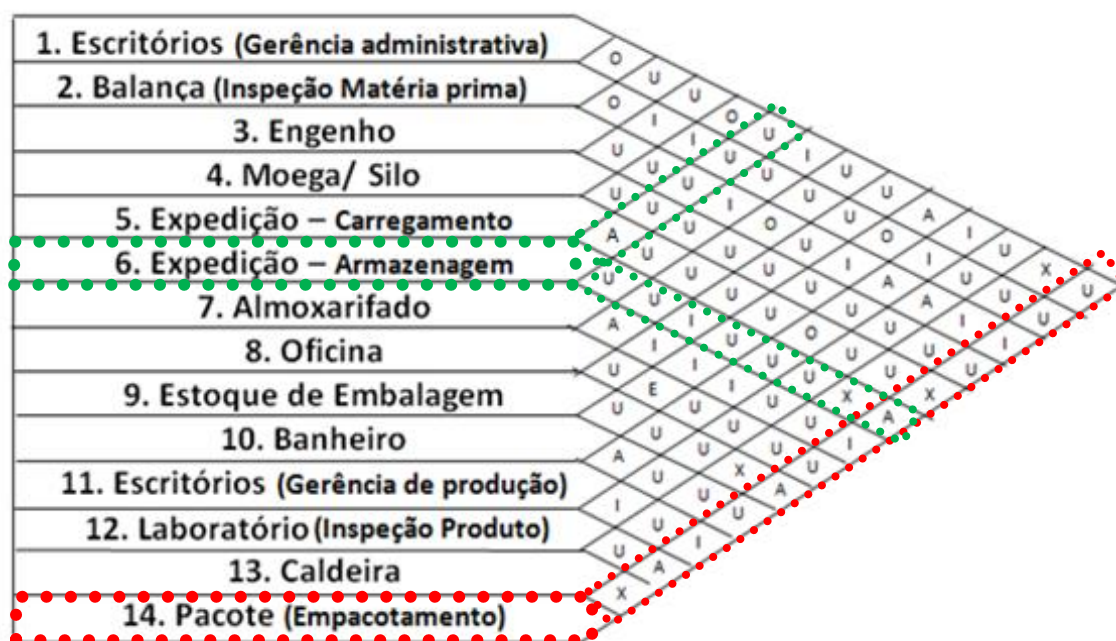 1. Escritórios (Gerência administrativa)
2. Balança (Inspeção Matéria prima)
3. Engenho
4. Moega/ Silo
5. Expedição – Carregamento
6. Expedição – Armazenagem
7. Almoxarifado
8. Oficina
9. Estoque de Embalagem
10. Banheiro
11. Escritórios (Gerência de produção)
12. Laboratório (Inspeção Produto)
13. Caldeira
14. Pacote (Empacotamento)
O U U O U I U U A I U X U
O I I U U U U O I U U U
U U U I O U I A A I I
U U U U U U U U U U
A U U U U O U U X
U U I U U U X A
A I I I U U I
U E U U U U
U U U X A
A U U U
I U I
U A
X